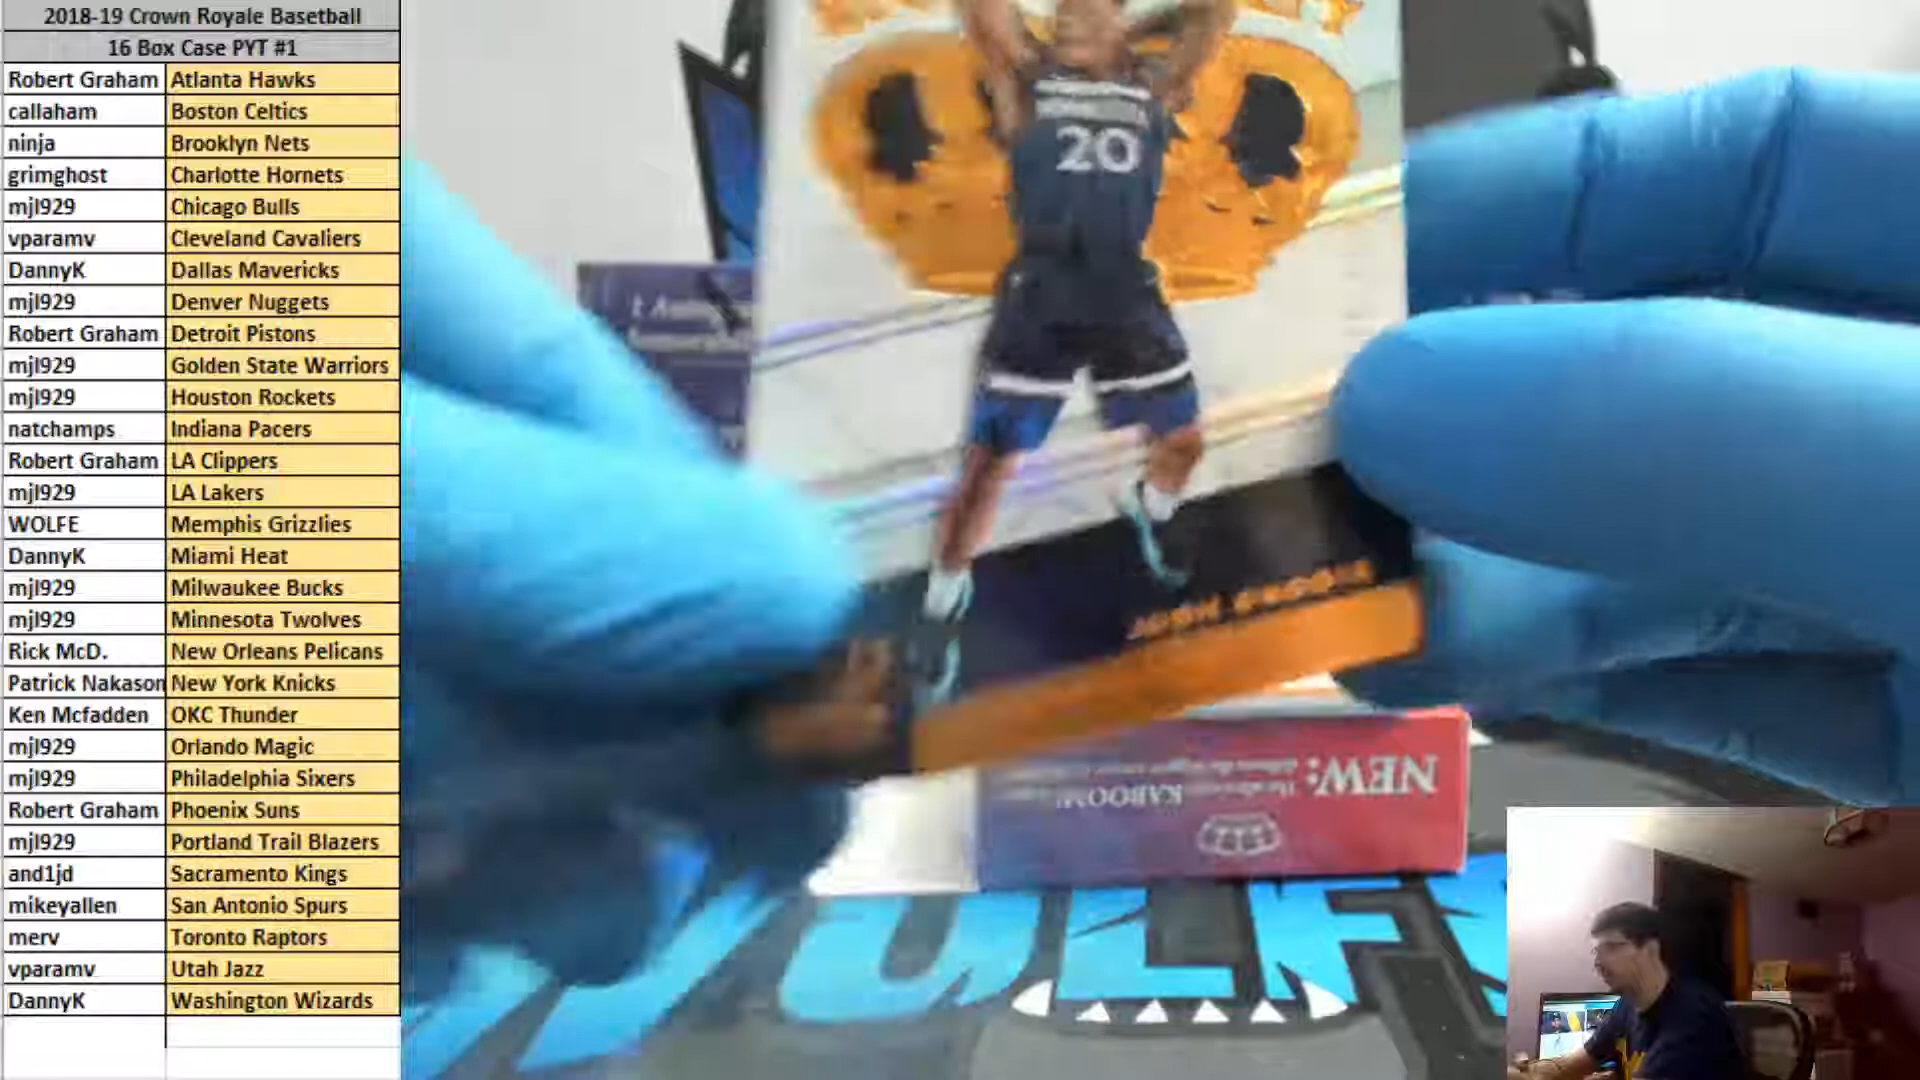 2018-19 Crown Royale Basetball
16 Box Case PYT #1
Robert Graham Atlanta Hawks
callaham Boston Celtics
ninja Brooklyn Nets
grimghost Charlotte Hornets
mjl929 Chicago Bulls
vparamv Cleveland Cavaliers
DannyK Dallas Mavericks
mjl929 Denver Nuggets
Robert Graham Detroit Pistons
mjl929 Golden State Warriors
mjl929 Houston Rockets
natchamps Indiana Pacers
Robert Graham LA Clippers
mjl929 LA Lakers
WOLFE Memphis Grizzlies
DannyK Miami Heat
mjl929 Milwaukee Bucks
mjl929 Minnesota Twolves
Rick McD. New Orleans Pelicans
Patrick Nakason New York Knicks
Ken Mcfadden OKC Thunder
mjl929 Orlando Magic
mjl929 Philadelphia Sixers
Robert Graham Phoenix Suns
mjl929 Portland Trail Blazers
and1jd Sacramento Kings
mikeyallen San Antonio Spurs
merv Toronto Raptors
vparamv Utah Jazz
DannyK Washington Wizards
20
NEW:
KABOOM!